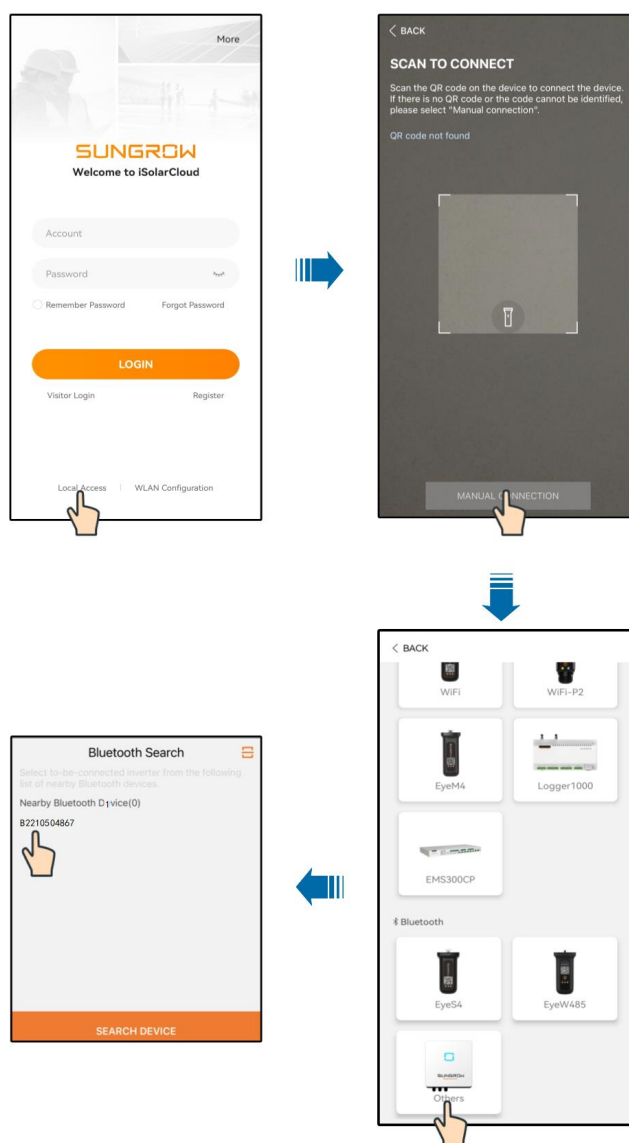 More
SUNGROW
Welcome to iSolarCloud
Account
Password
Remember Password Forgot Password
LOGIN
Visitor Login Register
Local Access WLAN Configuration
BACK
SCAN TO CONNECT
Scan the QR code on the device to connect the device.
If there is no QR code or the code cannot be identified,
please select "Manual connection".
QR code not found
MANUAL CONNECTION
BACK
WiFi WiFi-P2
EyeM4 Logger1000
EMS300CP
Bluetooth
EyeS4 EyeW485
SUNGROW
Others
Bluetooth Search
Select to-be-connected inverter from the following
list of nearby Bluetooth devices.
Nearby Bluetooth D1vice(0)
B2210504867
SEARCH DEVICE